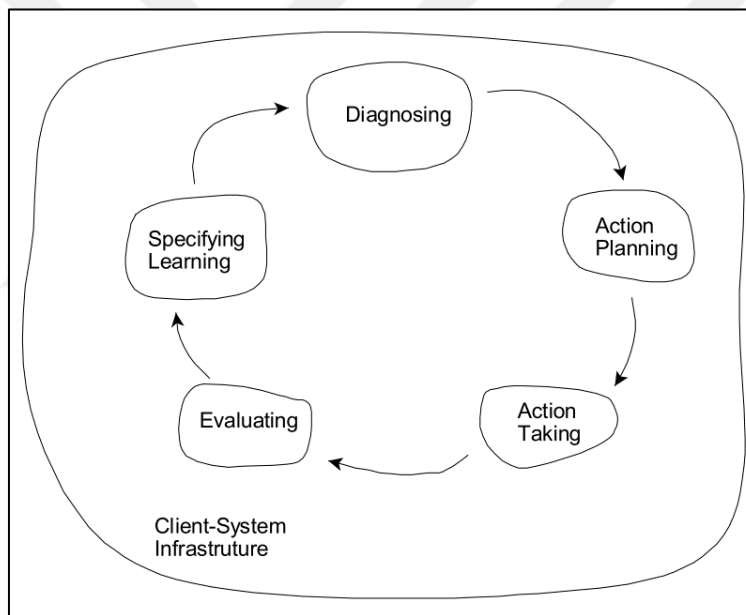 Diagnosing
Action
Planning
Action
Taking
Evaluating
Specifying
Learning
Client-System
Infrastruture